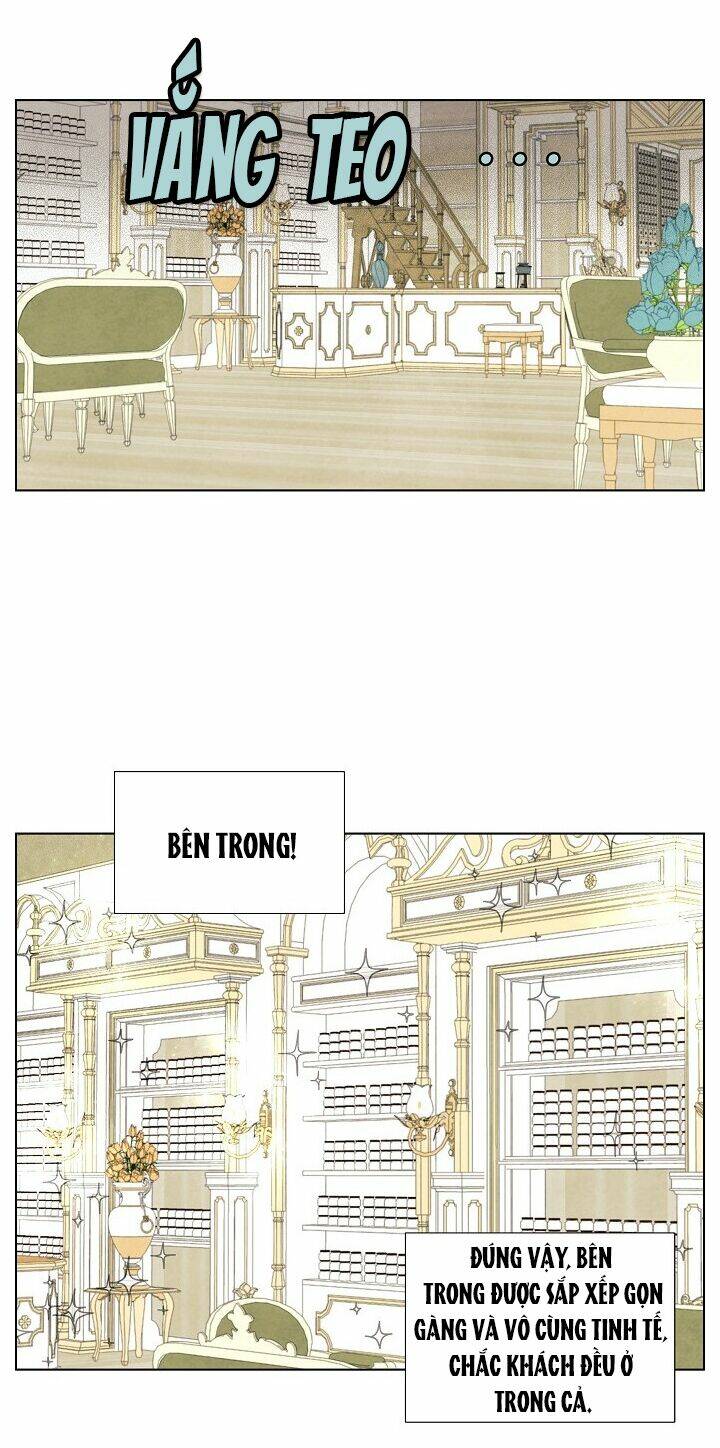 VẮNG TEO ...
BÊN TRONG!
ĐÚNG VẬY, BÊN
TRONG ĐƯỢC SẮP XẾP GỌN
GÀNG VÀ VÔ CÙNG TINH TẾ,
CHẮC KHÁCH ĐỀU Ở
TRONG CẢ.